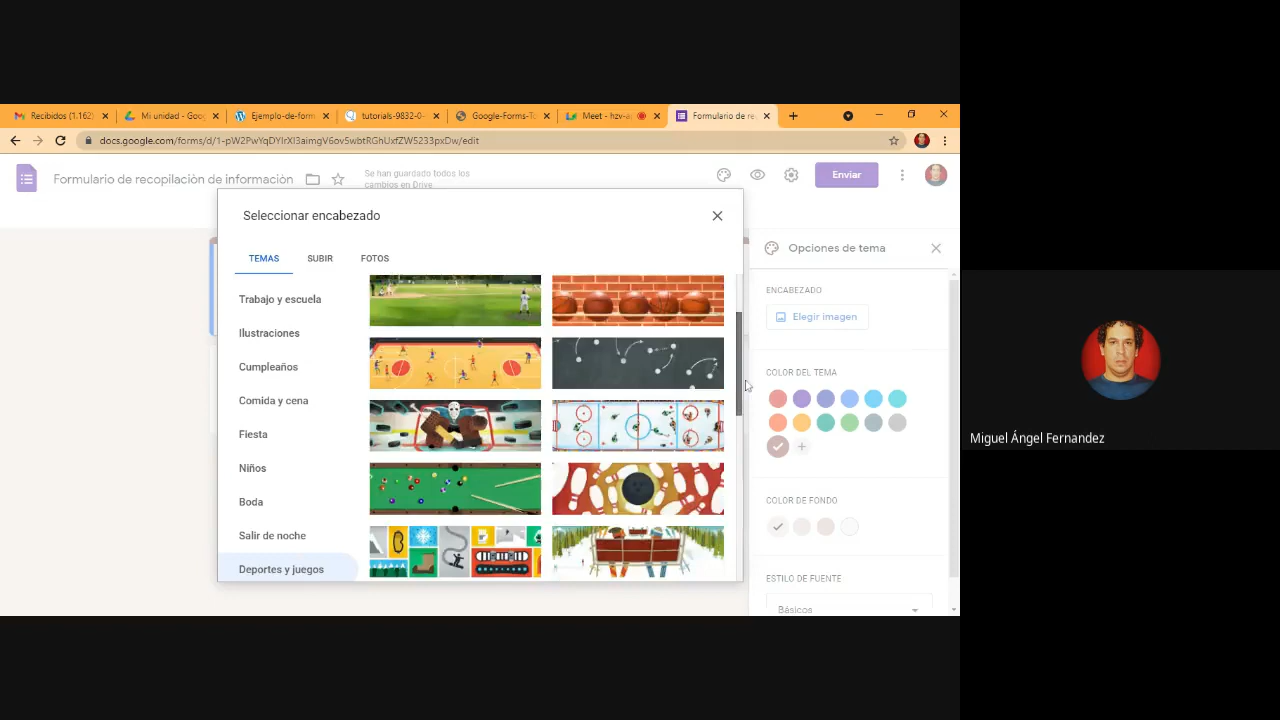 Recibidos (1.162)
Mi unidad - Goog
Ejemplo-de-form
tutorials-9832-0-
Google-Forms-To
Meet - hzv-a
Formulario de re
docs.google.com/forms/d/
/edit
Formulario de recopilación de información
Se han guardado todos los
cambios en Drive
Enviar
Seleccionar encabezado
TEMAS
SUBIR
FOTOS
Trabajo y escuela
Ilustraciones
Cumpleaños
Comida y cena
Fiesta
Niños
Boda
Salir de noche
Deportes y juegos
Opciones de tema
ENCABEZADO
Elegir imagen
COLOR DEL TEMA
COLOR DE FONDO
ESTILO DE FUENTE
Básicos
Miguel Ángel Fernandez